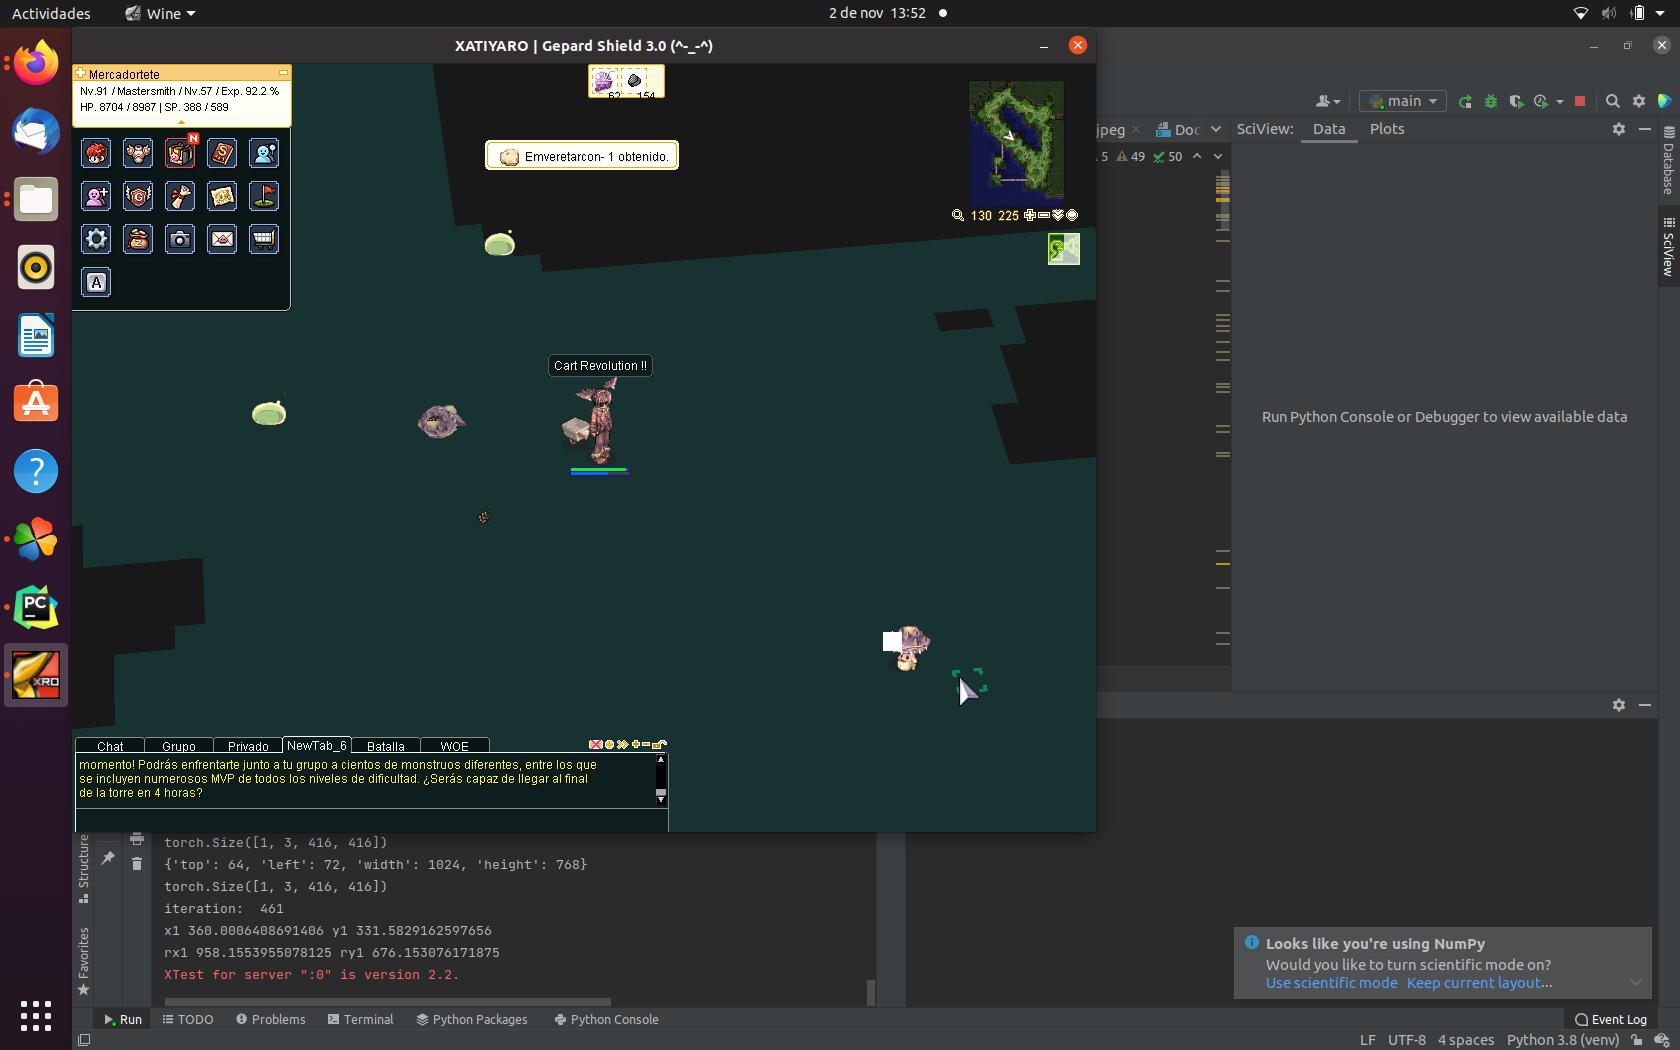 Actividades
Wine
2 de nov 13:52
XATIYARO | Gepard Shield 3.0 (^-_-^)
Mercadortete
Nv.91 / Mastersmith / Nv.57 / Exp. 92.2 %
HP. 8704 / 8987 | SP. 388 / 589
N
A
62 154
Emveretarcon- 1 obtenido.
130 225
Cart Revolution !!
Chat Grupo Privado NewTab_6 Batalla WOE
momento! Podrás enfrentarte junto a tu grupo a cientos de monstruos diferentes, entre los que
se incluyen numerosos MVP de todos los niveles de dificultad. ¿Serás capaz de llegar al final
de la torre en 4 horas?
main
jpeg Doc
SciView: Data Plots
5 49 50
Database
SciView
Run Python Console or Debugger to view available data
PC
XRO
Structure
Favorites
torch.Size([1, 3, 416, 416])
{'top': 64, 'left': 72, 'width': 1024, 'height': 768}
torch.Size([1, 3, 416, 416])
iteration: 461
x1 360.0006408691406 y1 331.5829162597656
rx1 958.1553955078125 ry1 676.153076171875
XTest for server ":0" is version 2.2.
Looks like you're using NumPy
Would you like to turn scientific mode on?
Use scientific mode Keep current layout...
Run TODO Problems Terminal Python Packages Python Console
Event Log
LF UTF-8 4 spaces Python 3.8 (venv)